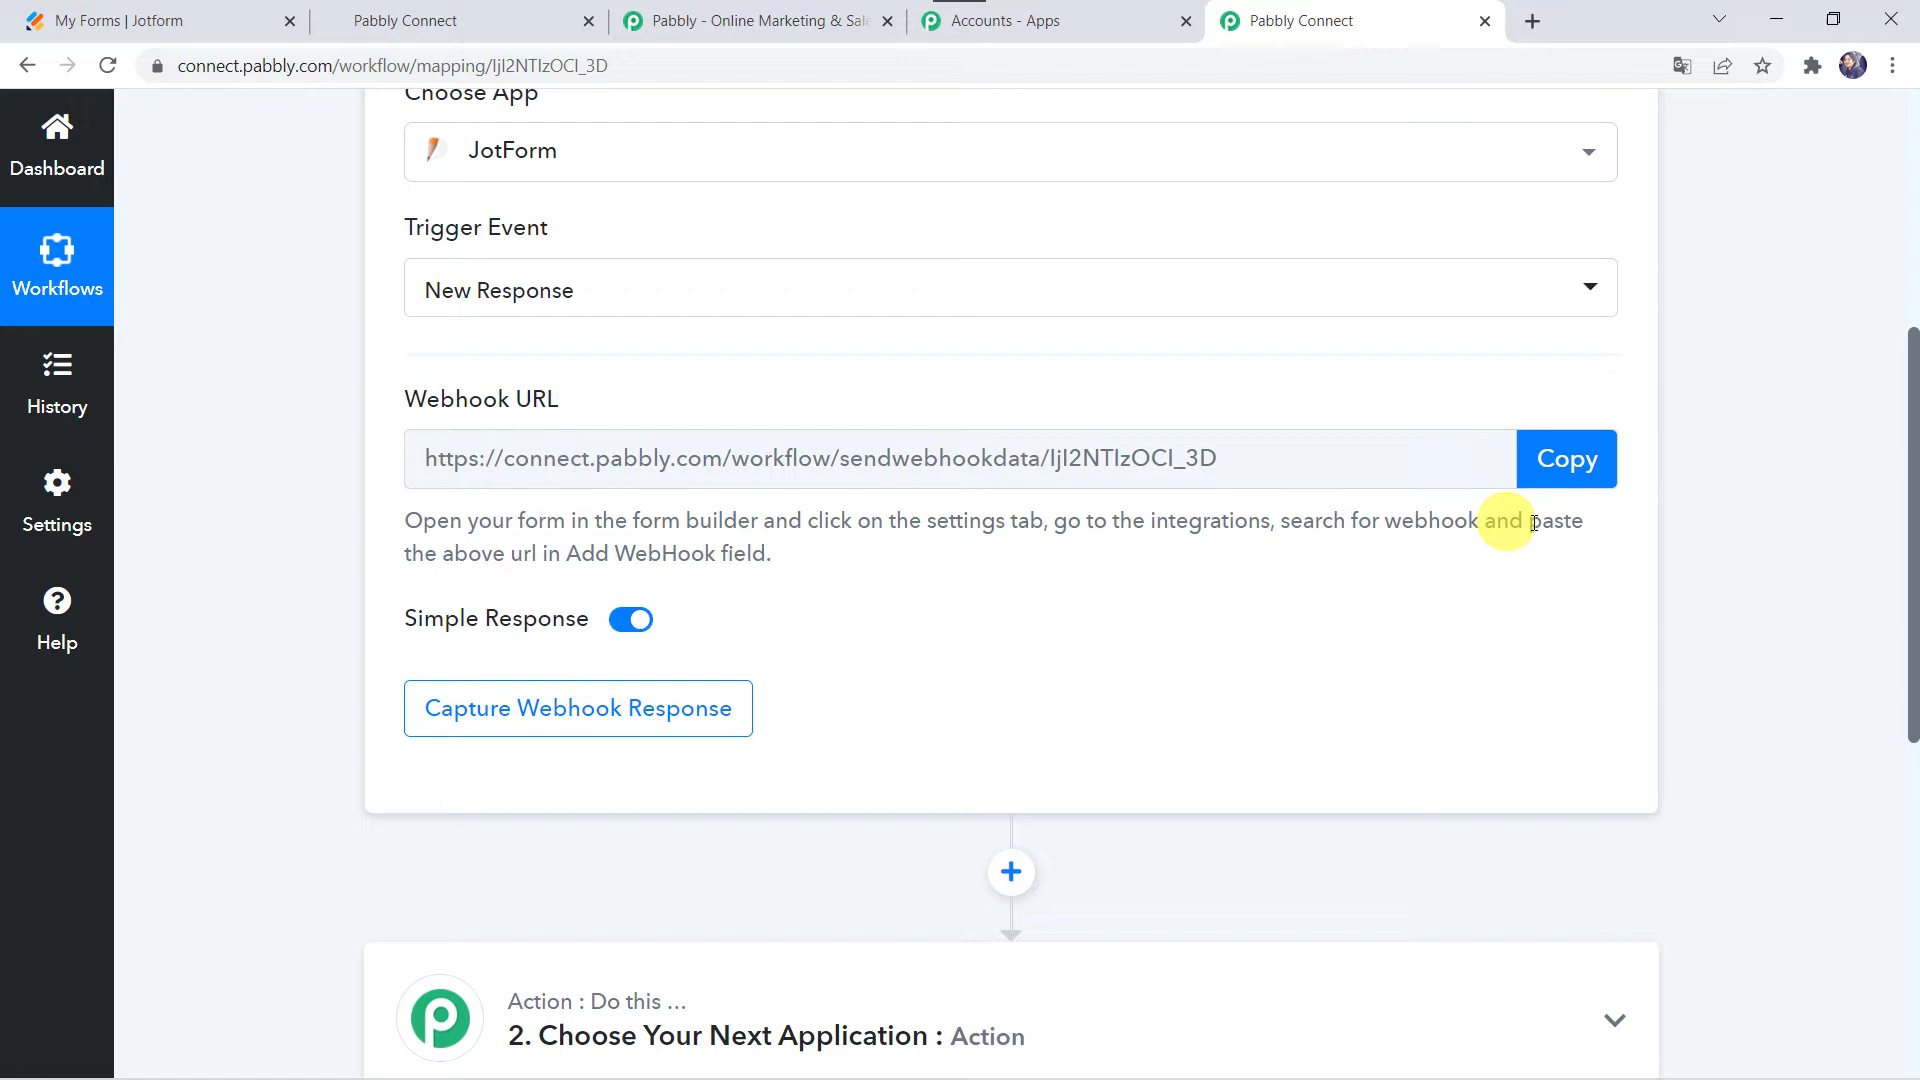 My Forms | Jotform
Pabbly Connect
Pabbly - Online Marketing & Sale
Accounts - Apps
Pabbly Connect
connect.pabbly.com/workflow/mapping/IjI2NTIzOCI_3D
Choose App
Dashboard
JotForm
Trigger Event
Workflows
New Response
History
Webhook URL
https://connect.pabbly.com/workflow/sendwebhookdata/IjI2NTIzOCI_3D
Copy
Settings
Open your form in the form builder and click on the settings tab, go to the integrations, search for webhook and paste
the above url in Add WebHook field.
Help
Simple Response
Capture Webhook Response
Action : Do this ...
2. Choose Your Next Application : Action